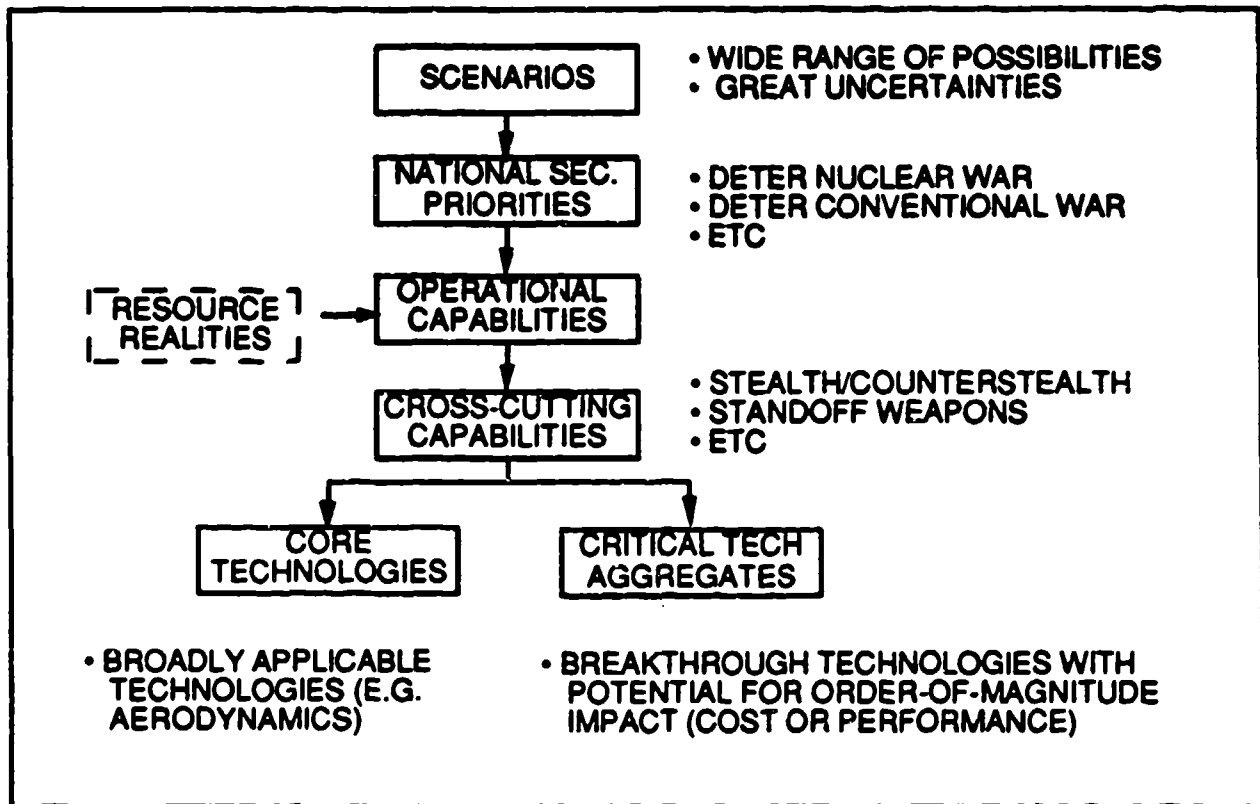 SCENARIOS
• WIDE RANGE OF POSSIBILITIES
• GREAT UNCERTAINTIES
NATIONAL SEC.
PRIORITIES
• DETER NUCLEAR WAR
• DETER CONVENTIONAL WAR
• ETC
RESOURCE
REALITIES
OPERATIONAL
CAPABILITIES
CROSS-CUTTING
CAPABILITIES
• STEALTH/COUNTERSTEALTH
• STANDOFF WEAPONS
• ETC
CORE
TECHNOLOGIES
CRITICAL TECH
AGGREGATES
• BROADLY APPLICABLE
TECHNOLOGIES (E.G.
AERODYNAMICS)
• BREAKTHROUGH TECHNOLOGIES WITH
POTENTIAL FOR ORDER-OF-MAGNITUDE
IMPACT (COST OR PERFORMANCE)